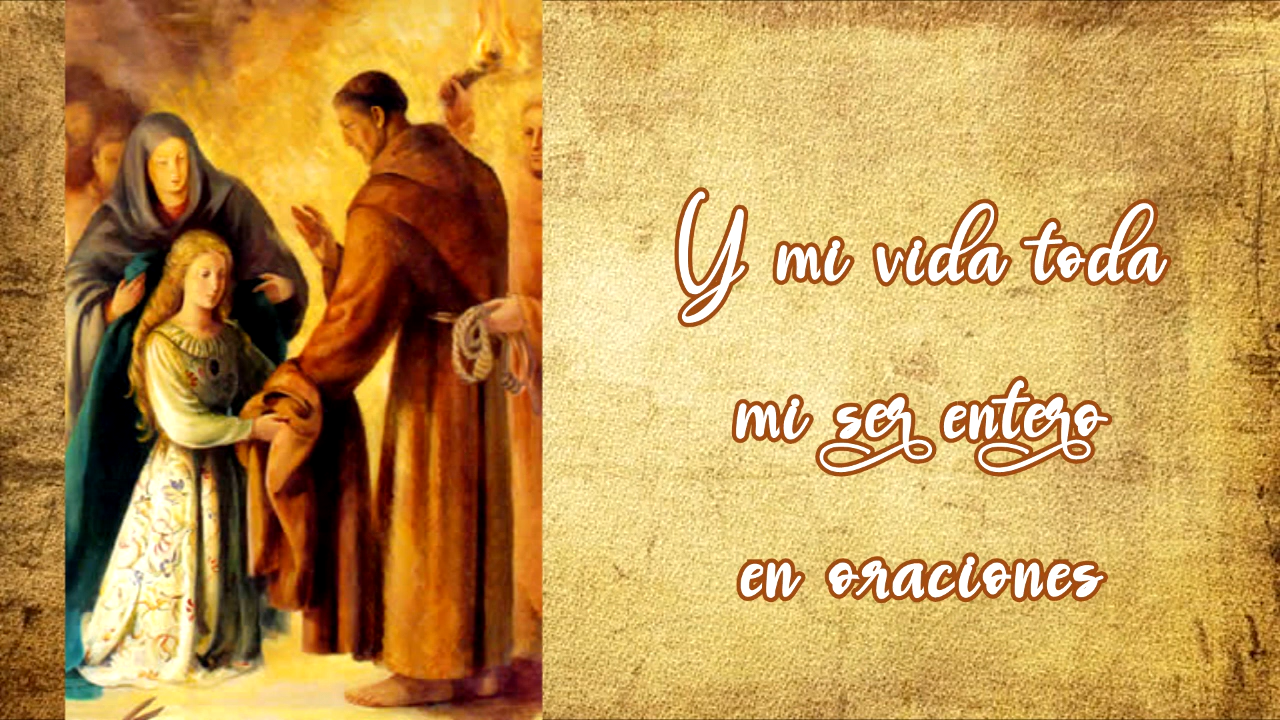 Y mi vida toda
mi ser entero
en oraciones